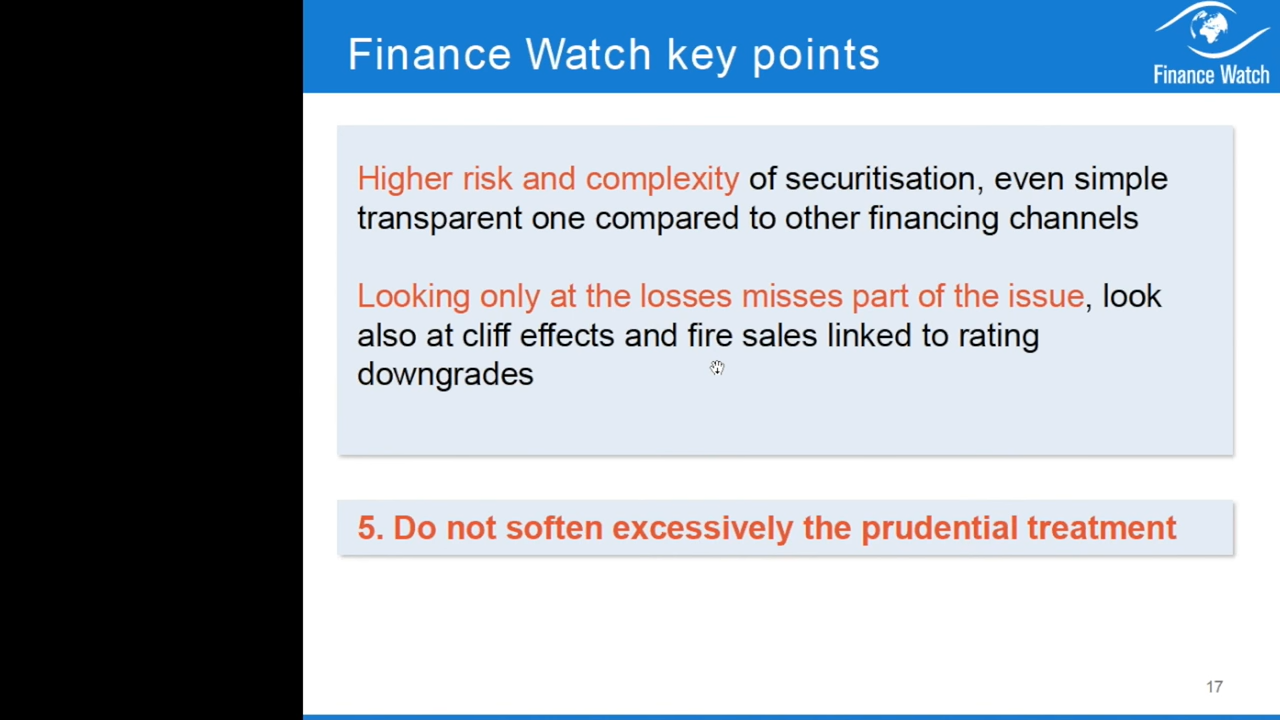 Finance Watch key points
Finance Watch
Higher risk and complexity of securitisation, even simple
transparent one compared to other financing channels
Looking only at the losses misses part of the issue, look
also at cliff effects and fire sales linked to rating
downgrades
5. Do not soften excessively the prudential treatment
17